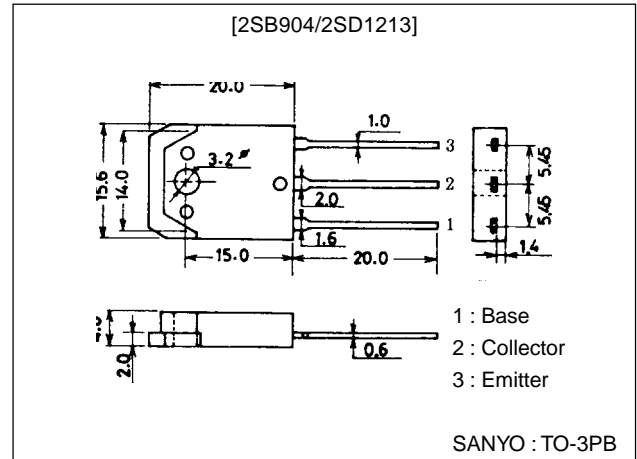 [2SB904/2SD1213]
20.0
1.0
3
3.2ø
15.6
14.0
2
2.0
5.45
5.45
1
1.6
15.0
20.0
1.4
2.0
0.6
1 : Base
2 : Collector
3 : Emitter
SANYO : TO-3PB